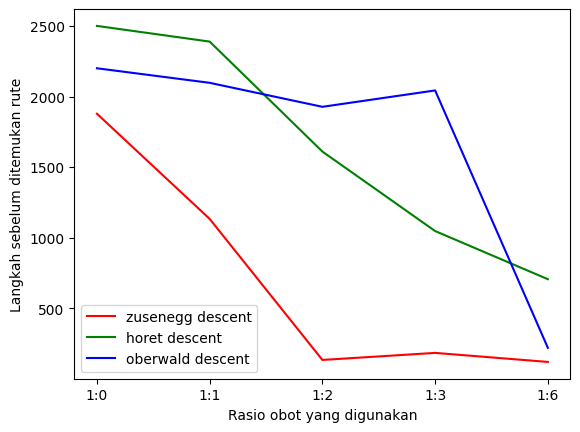 2500
2000
1500
1000
500
Langkah sebelum ditemukan rute
zusenegg descent
horet descent
oberwald descent
1:0 1:1 1:2 1:3 1:6
Rasio obot yang digunakan